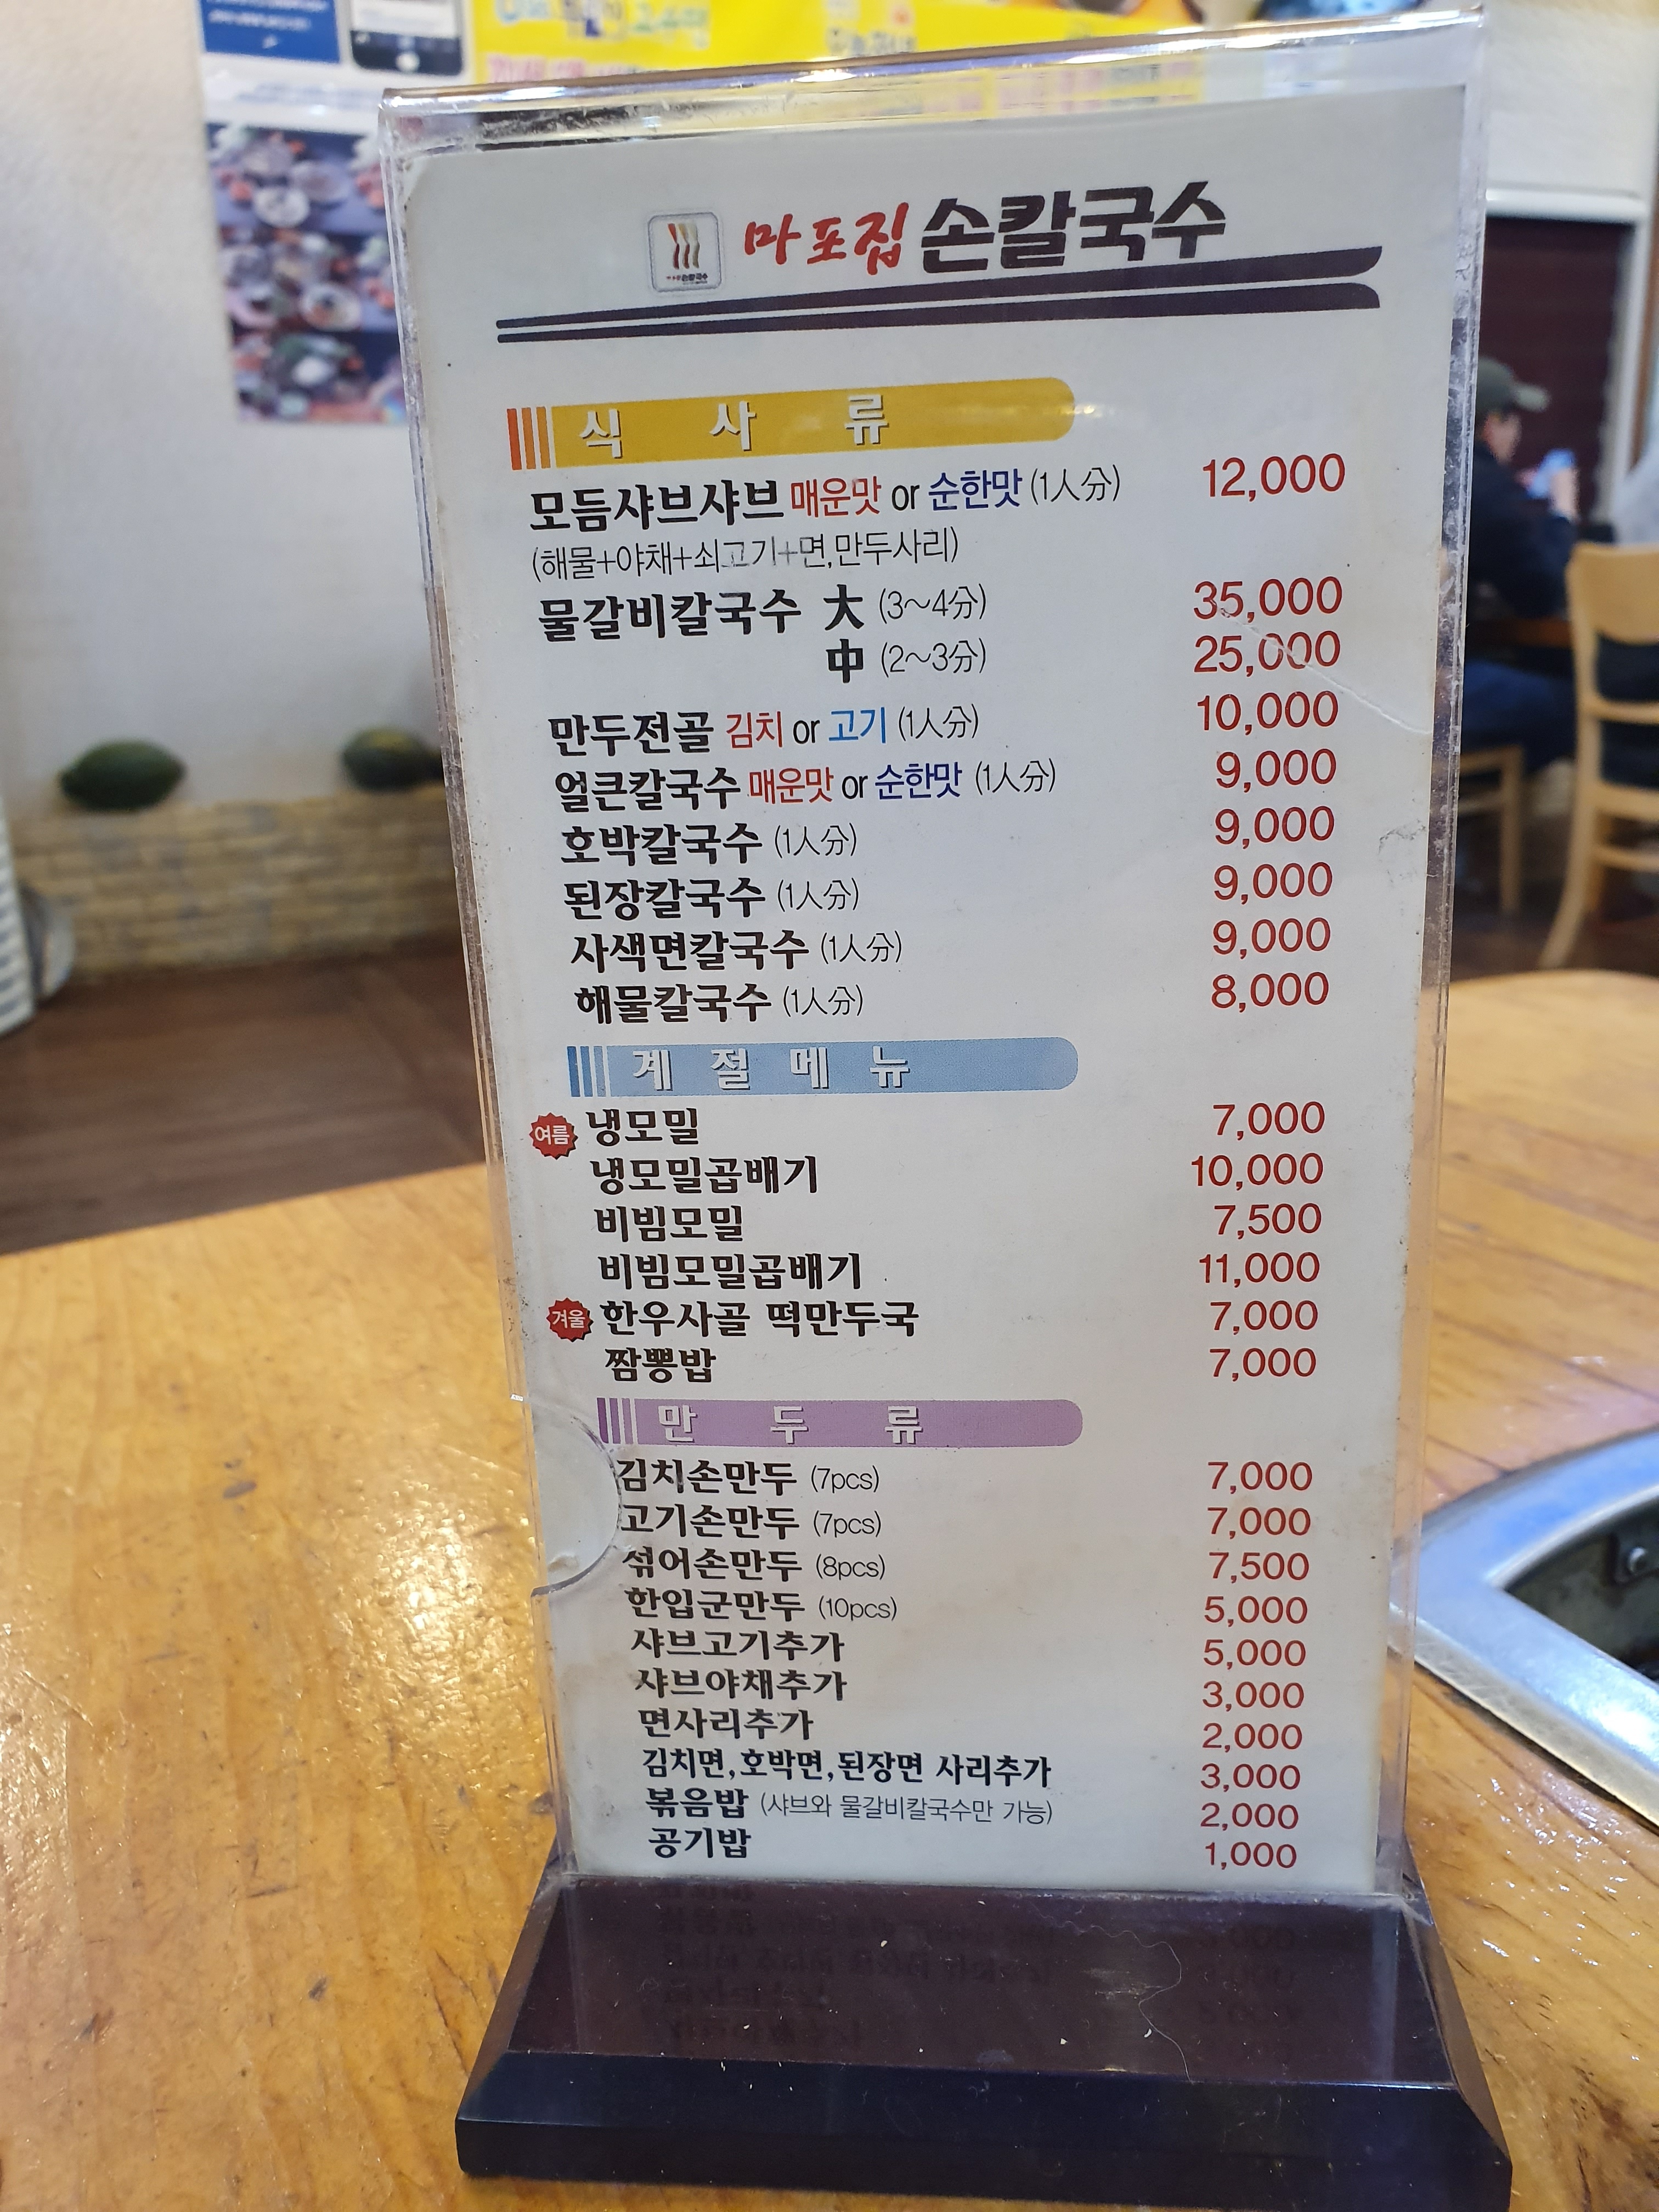 마포집 손칼국수
식 사 류
모듬샤브샤브 매운맛 or 순한맛 (1人分) 12,000
(해물+야채+쇠고기+면,만두사리)
물갈비칼국수 大 (3~4分) 35,000
中 (2~3分) 25,000
만두전골 김치 or 고기 (1人分) 10,000
얼큰칼국수 매운맛 or 순한맛 (1人分) 9,000
호박칼국수 (1人分) 9,000
된장칼국수 (1人分) 9,000
사색면칼국수 (1人分) 9,000
해물칼국수 (1人分) 8,000
계절메뉴
여름 냉모밀 7,000
냉모밀곱배기 10,000
비빔모밀 7,500
비빔모밀곱배기 11,000
겨울 한우사골 떡만두국 7,000
짬뽕밥 7,000
만 두 류
김치손만두 (7pcs) 7,000
고기손만두 (7pcs) 7,000
섞어손만두 (8pcs) 7,500
한입군만두 (10pcs) 5,000
샤브고기추가 5,000
샤브야채추가 3,000
면사리추가 2,000
김치면,호박면,된장면 사리추가 3,000
볶음밥 (샤브와 물갈비칼국수만 가능) 2,000
공기밥 1,000